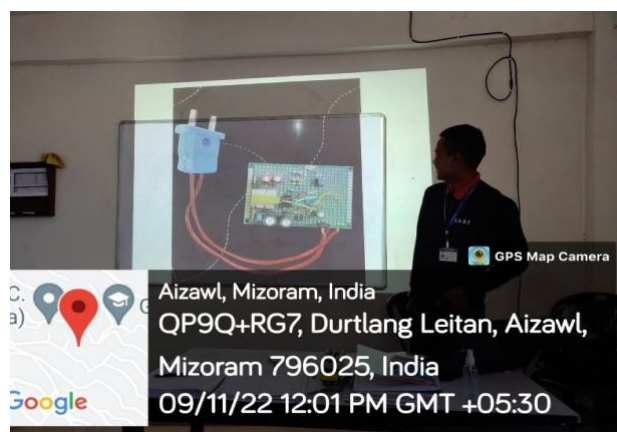 GPS Map Camera
Aizawl, Mizoram, India
QP9Q+RG7, Durtlang Leitan, Aizawl,
Mizoram 796025, India
09/11/22 12:01 PM GMT +05:30
C.
a)
G
Google